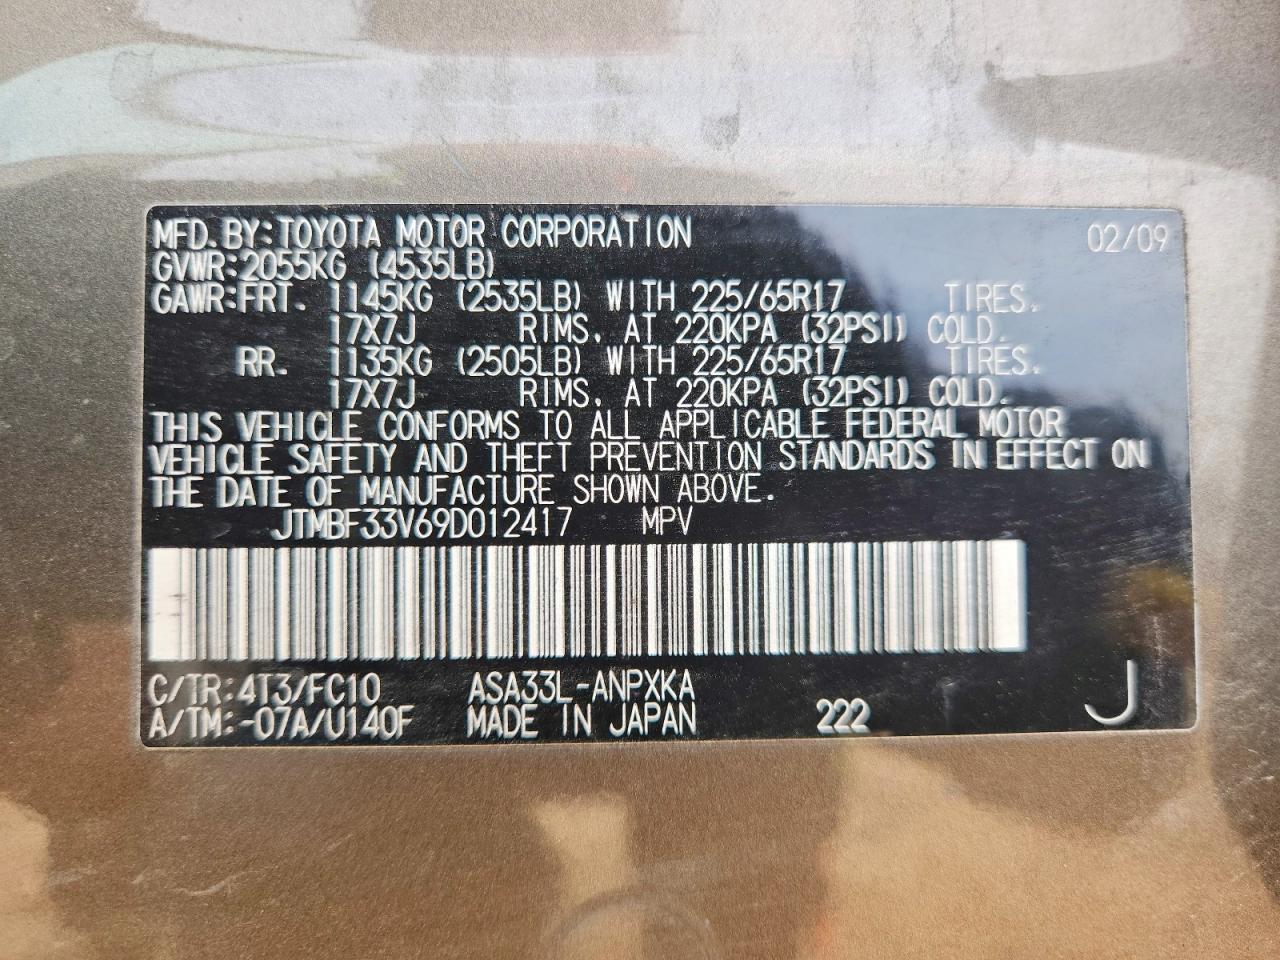 MFD. BY: TOYOTA MOTOR CORPORATION 02/09
GVWR: 2055KG (4535LB)
GAWR: FRT. 1145KG (2535LB) WITH 225/65R17 TIRES,
17X7J RIMS, AT 220KPA (32PSI) COLD.
RR. 1135KG (2505LB) WITH 225/65R17 TIRES,
17X7J RIMS, AT 220KPA (32PSI) COLD.
THIS VEHICLE CONFORMS TO ALL APPLICABLE FEDERAL MOTOR
VEHICLE SAFETY AND THEFT PREVENTION STANDARDS IN EFFECT ON
THE DATE OF MANUFACTURE SHOWN ABOVE.
JTMBF33V69D012417 MPV
C/TR: 4T3/FC10 ASA33L-ANPXKA
A/TM: -07A/U140F MADE IN JAPAN 222 J